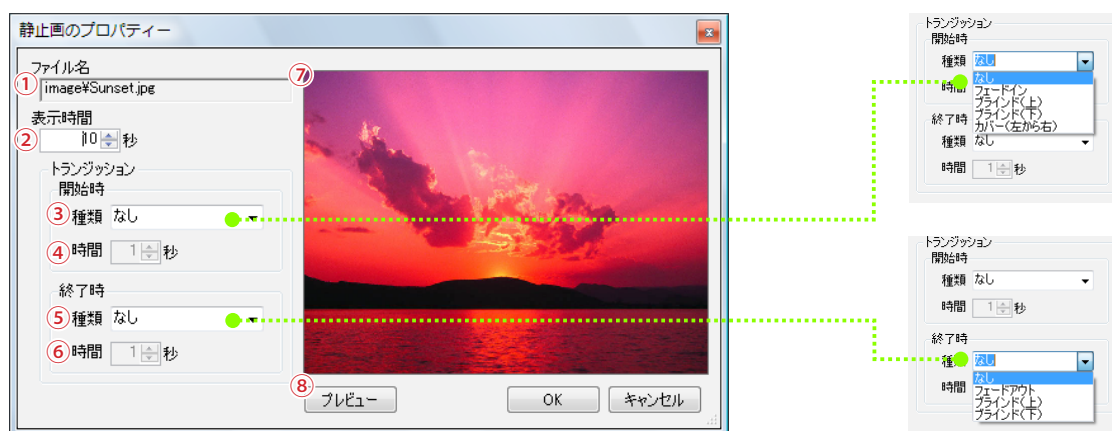 静止画のプロパティー
x
ファイル名
①
image¥Sunset.jpg
表示時間
②
10 秒
トランジッション
開始時
③ 種類 なし
④ 時間 1 秒
終了時
⑤ 種類 なし
⑥ 時間 1 秒
⑦
⑧
プレビュー
OK
キャンセル
トランジッション
開始時
種類 なし
時間
なし
フェードイン
ブラインド(上)
ブラインド(下)
カバー(左から右)
終了時
種類 なし
時間 1 秒
トランジッション
開始時
種類 なし
時間 1 秒
終了時
種類 なし
時間
なし
フェードアウト
ブラインド(上)
ブラインド(下)